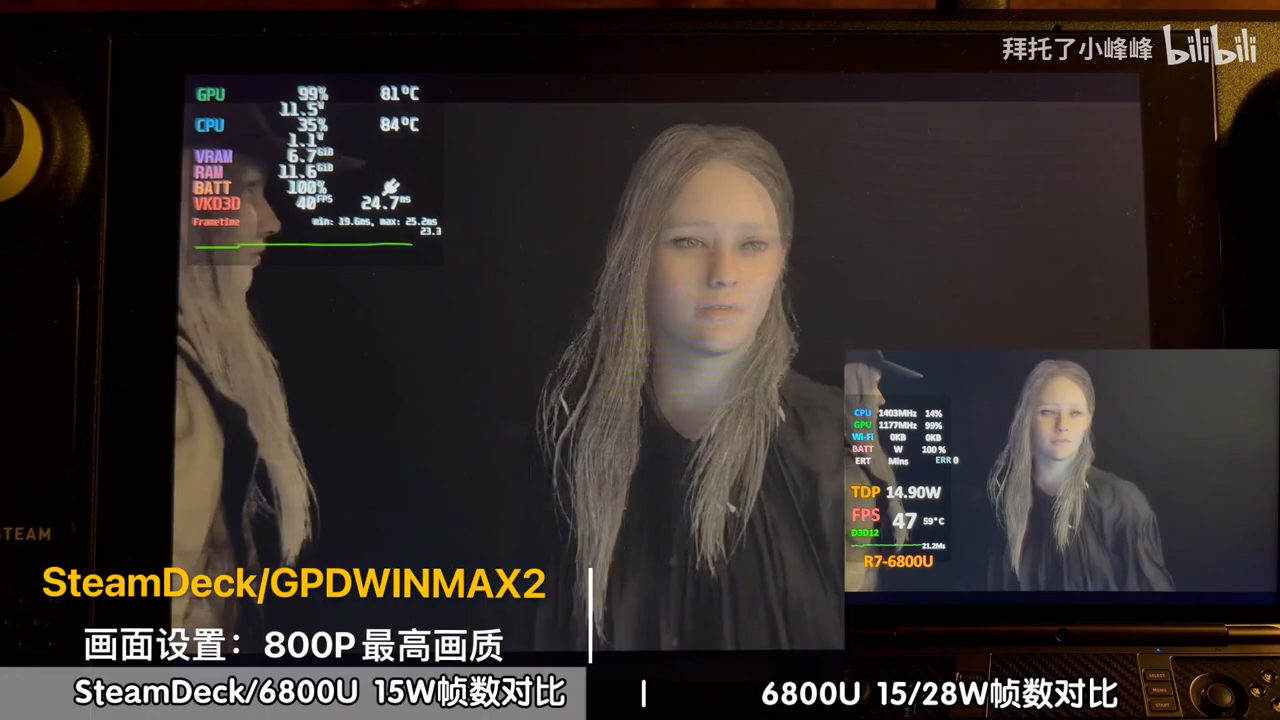 拜托了小峰峰 bilibili
GPU 99% 81°C
11.5W
CPU 35% 84°C
1.1W
VRAM 6.7GiB
RAM 11.6GiB
BATT 100%
VKD3D 40FPS 24.7ms
Frametime min: 19.6ms, max: 25.2ms
23.3
CPU 1403MHz 14%
GPU 1177MHz 99%
Wi-Fi 0KB 0KB
BATT W 100 %
ERT Mins ERR 0
TDP 14.90W
FPS 47 59°C
D3D12
21.2Ms
R7-6800U
STEAM
SELECT
MENU
START
SteamDeck/GPDWINMAX2
画面设置：800P最高画质
SteamDeck/6800U 15W帧数对比 | 6800U 15/28W帧数对比